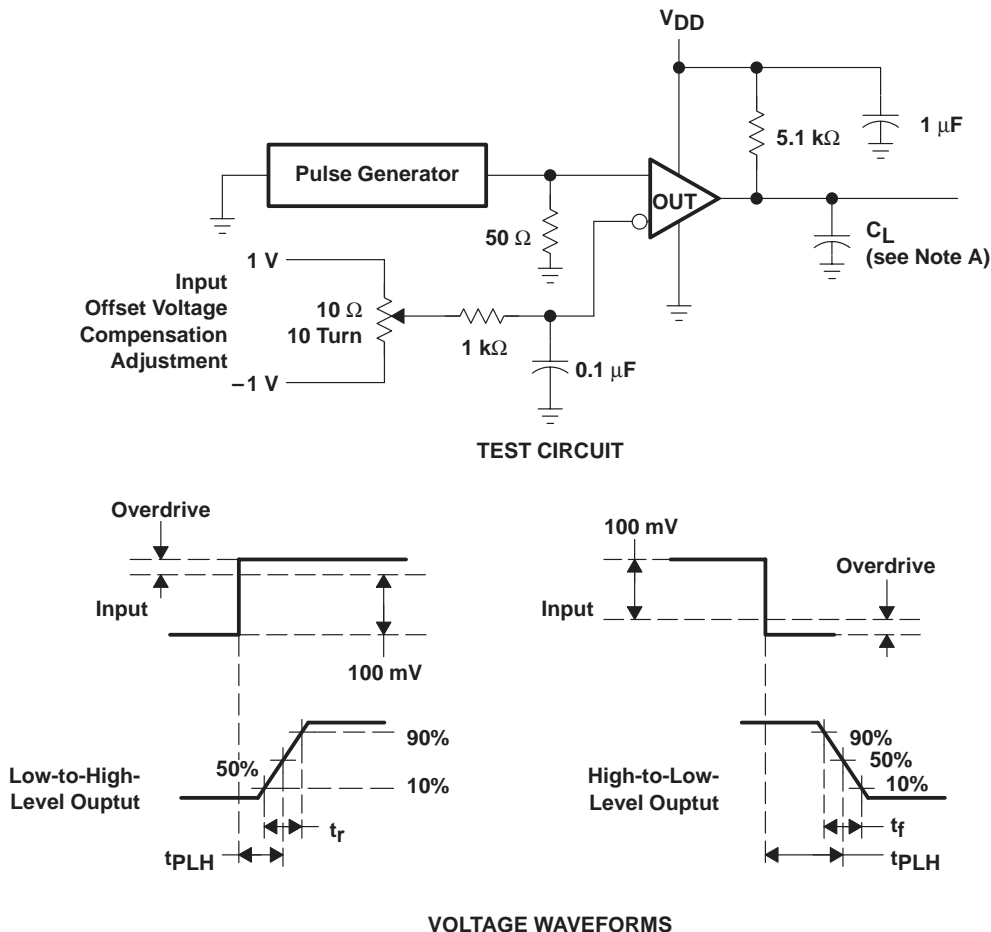 VDD
5.1 kΩ
1 μF
Pulse Generator
OUT
50 Ω
CL
(see Note A)
1 V
Input
Offset Voltage
Compensation
Adjustment
10 Ω
10 Turn
1 kΩ
0.1 μF
−1 V
TEST CIRCUIT
Overdrive
Input
100 mV
Low-to-High-
Level Ouptut
50%
90%
10%
tr
tPLH
100 mV
Overdrive
Input
High-to-Low-
Level Ouptut
90%
50%
10%
tf
tPLH
VOLTAGE WAVEFORMS